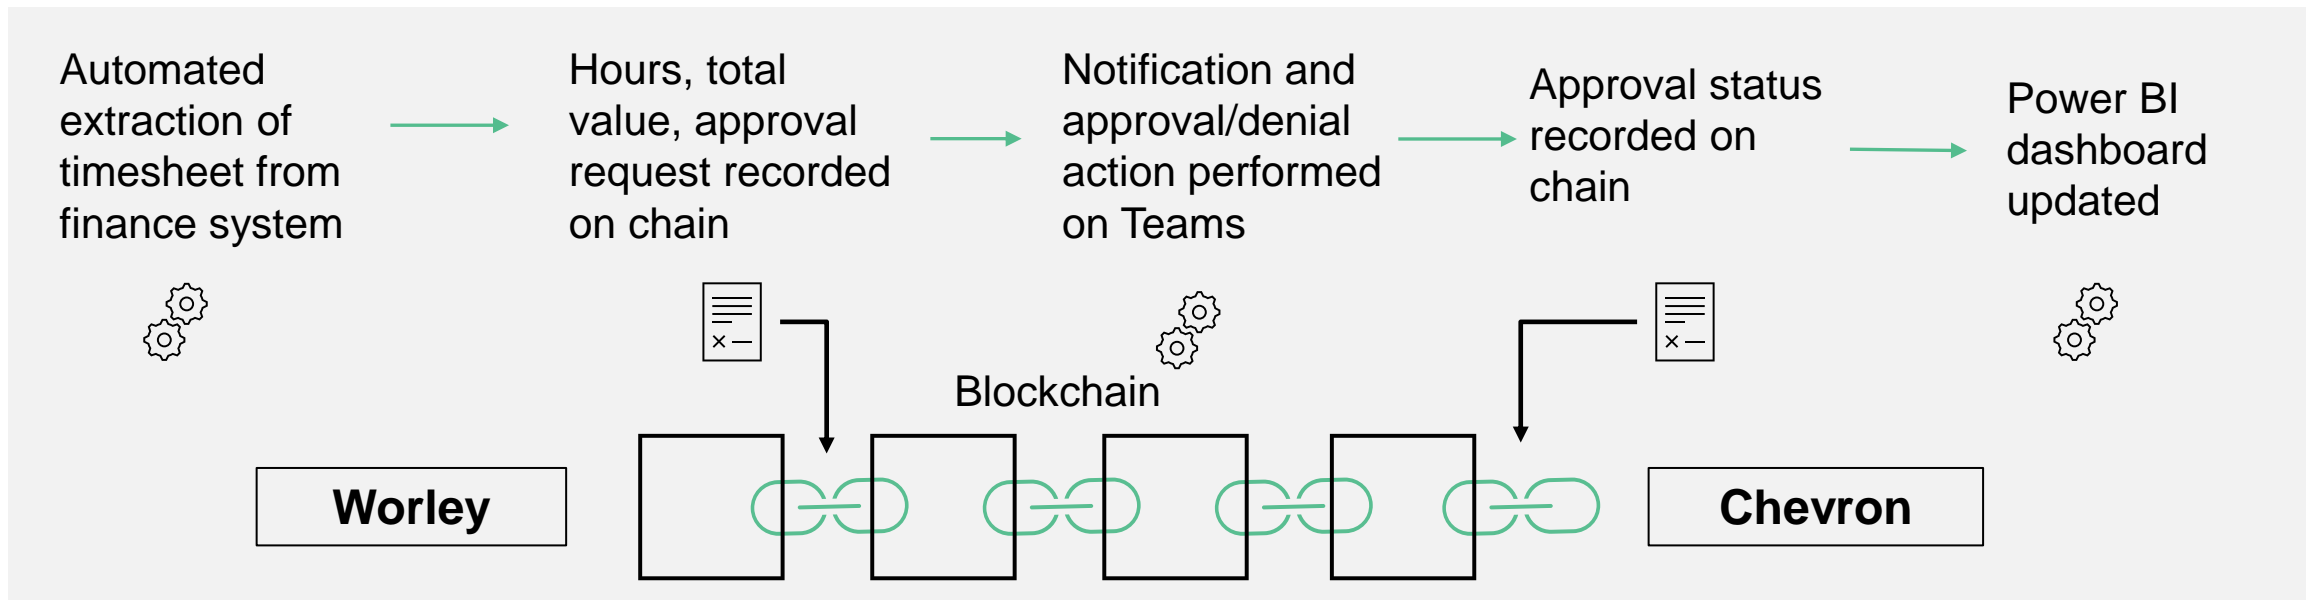 Automated
extraction of
timesheet from
finance system
Hours, total
value, approval
request recorded
on chain
Notification and
approval/denial
action performed
on Teams
Approval status
recorded on
chain
Power BI
dashboard
updated
Blockchain
Worley
Chevron